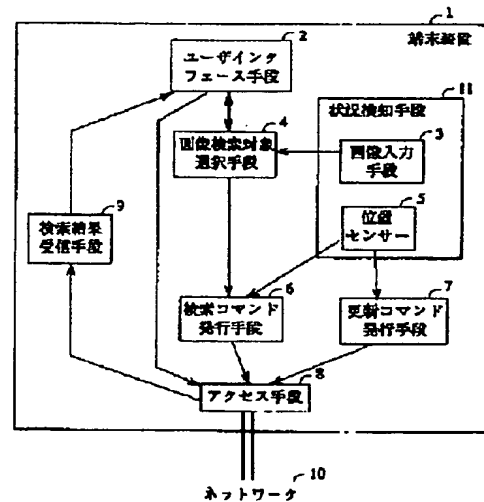 1
端末装置
2
ユーザインタ
フェース手段
11
状況検知手段
4
画像検索対象
選択手段
3
画像入力
手段
9
検索結果
受信手段
5
位置
センサー
6
検索コマンド
発行手段
7
更新コマンド
発行手段
8
アクセス手段
10
ネットワーク